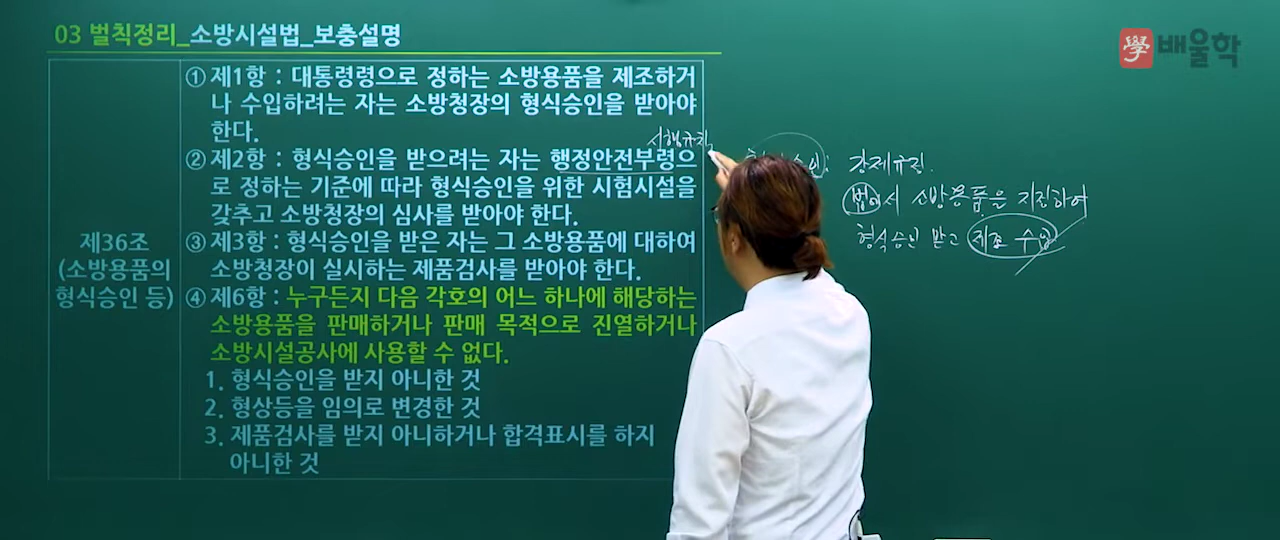 03 벌칙정리_소방시설법_보충설명
學 배울학
제36조
(소방용품의
형식승인 등)
① 제1항 : 대통령령으로 정하는 소방용품을 제조하거
나 수입하려는 자는 소방청장의 형식승인을 받아야
한다.
시행규칙
② 제2항 : 형식승인을 받으려는 자는 행정안전부령으
로 정하는 기준에 따라 형식승인을 위한 시험시설을
갖추고 소방청장의 심사를 받아야 한다.
③ 제3항 : 형식승인을 받은 자는 그 소방용품에 대하여
소방청장이 실시하는 제품검사를 받아야 한다.
④ 제6항 : 누구든지 다음 각호의 어느 하나에 해당하는
소방용품을 판매하거나 판매 목적으로 진열하거나
소방시설공사에 사용할 수 없다.
1. 형식승인을 받지 아니한 것
2. 형상등을 임의로 변경한 것
3. 제품검사를 받지 아니하거나 합격표시를 하지
아니한 것
강제규정
법에서 소방용품을 지정하여
형식승인 받고 제조 수입